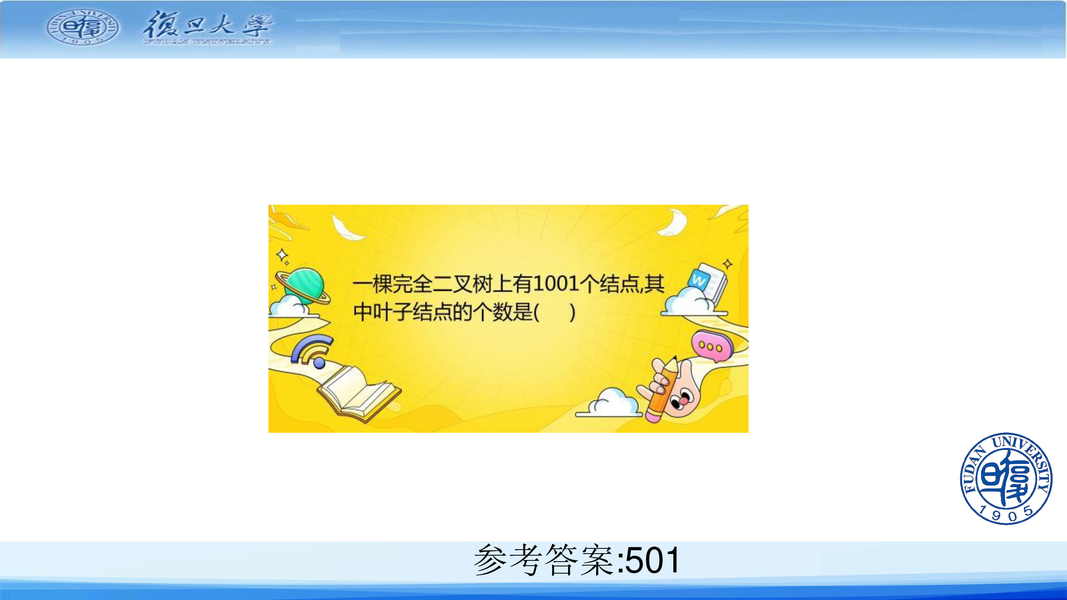 復旦大學
FUDAN UNIVERSITY
一棵完全二叉树上有1001个结点,其
中叶子结点的个数是(     )
W
FUDAN UNIVERSITY
1905
参考答案:501